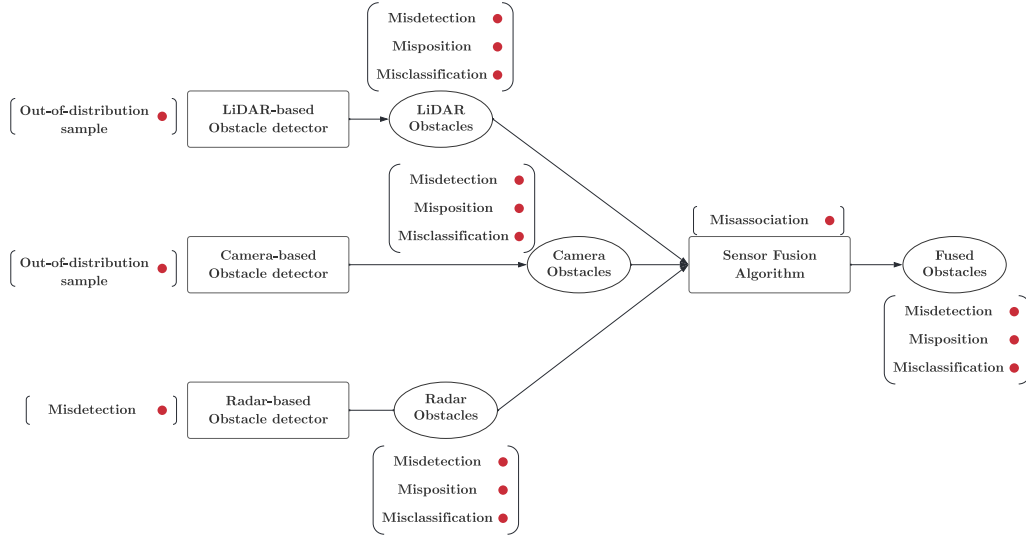 Misdetection
Misposition
Misclassification
Out-of-distribution
sample
LiDAR-based
Obstacle detector
LiDAR
Obstacles
Misdetection
Misposition
Misclassification
Misassociation
Out-of-distribution
sample
Camera-based
Obstacle detector
Camera
Obstacles
Sensor Fusion
Algorithm
Fused
Obstacles
Misdetection
Misposition
Misclassification
Misdetection
Radar-based
Obstacle detector
Radar
Obstacles
Misdetection
Misposition
Misclassification